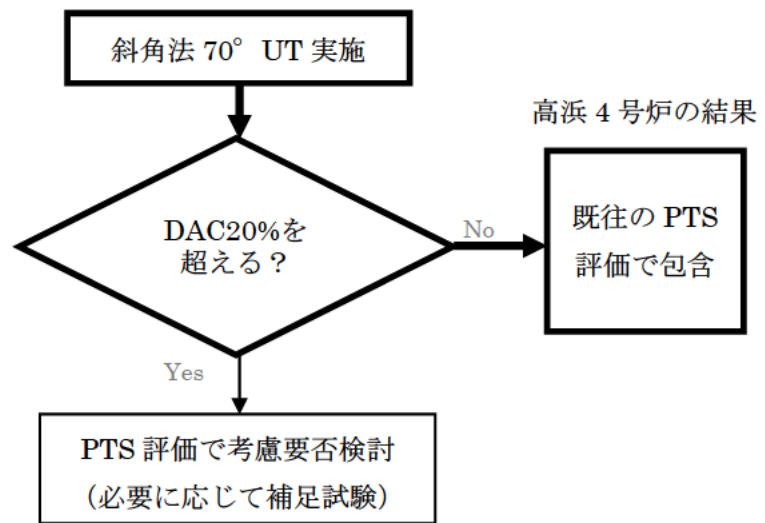 斜角法 70° UT 実施
高浜 4 号炉の結果
DAC20%を
超える？
No
既往の PTS
評価で包含
Yes
PTS 評価で考慮要否検討
（必要に応じて補足試験）